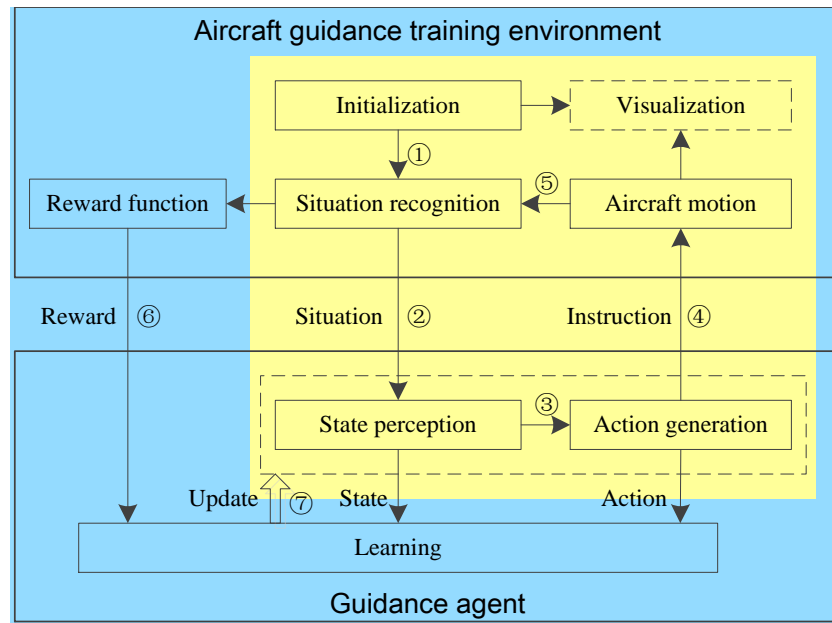 Aircraft guidance training environment
Initialization
Visualization
①
⑤
Reward function
Situation recognition
Aircraft motion
Reward
⑥
Situation
②
Instruction
④
③
State perception
Action generation
Update
⑦
State
Action
Learning
Guidance agent